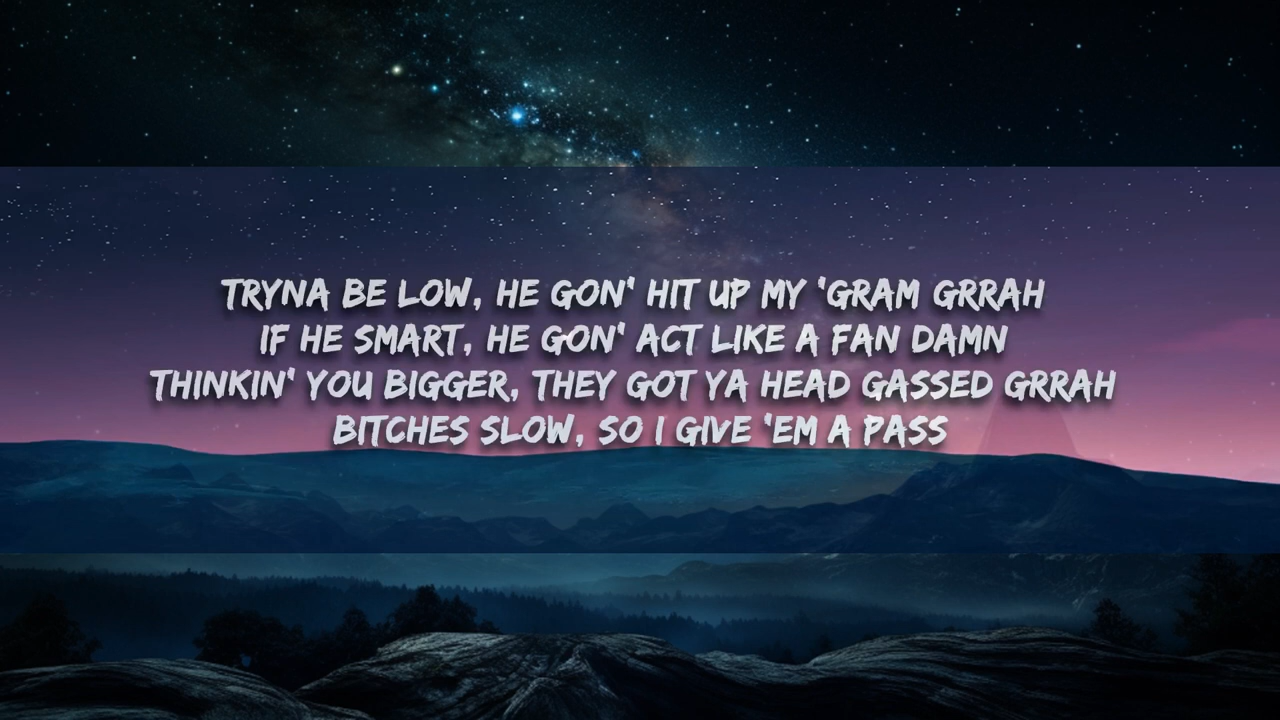 TRYNA BE LOW, HE GON' HIT UP MY 'GRAM GRRAH
IF HE SMART, HE GON' ACT LIKE A FAN DAMN
THINKIN' YOU BIGGER, THEY GOT YA HEAD GASSED GRRAH
BITCHES SLOW, SO I GIVE 'EM A PASS